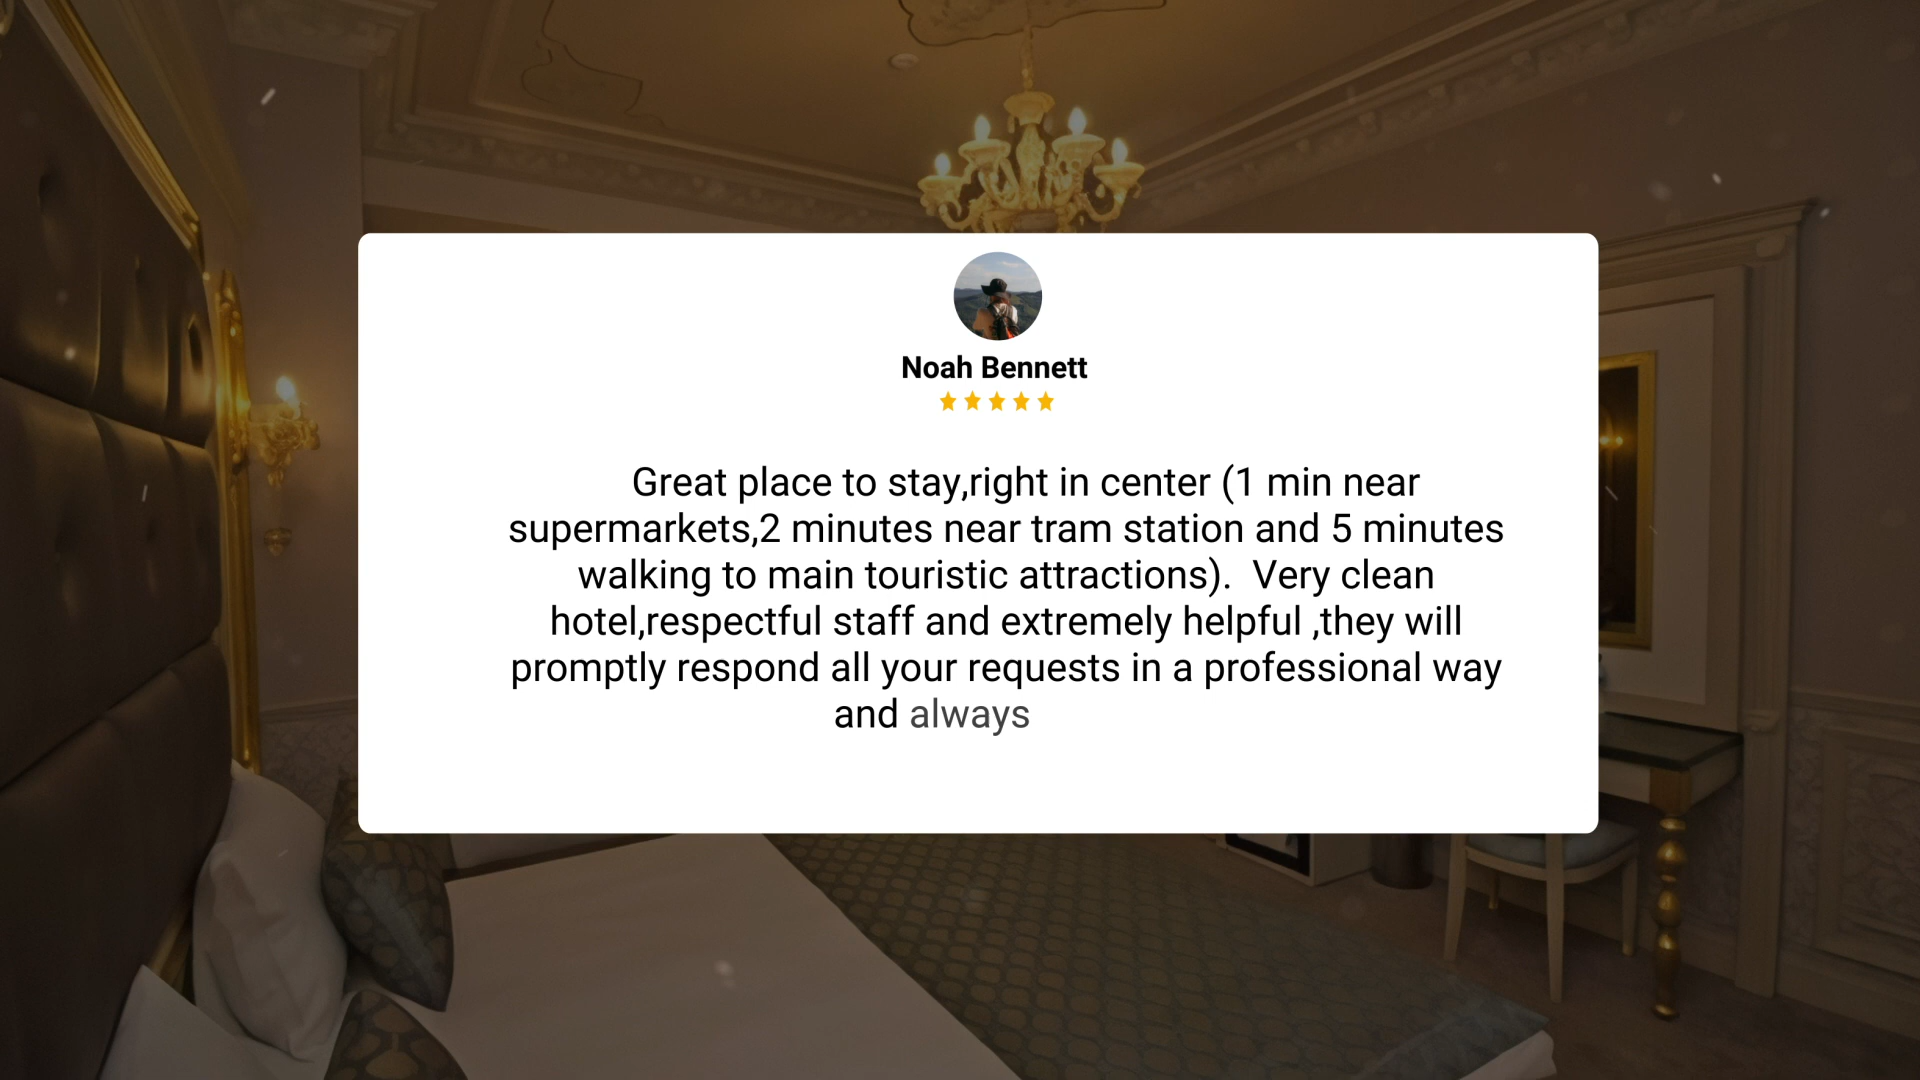 Noah Bennett
Great place to stay,right in center (1 min near
supermarkets,2 minutes near tram station and 5 minutes
walking to main touristic attractions).  Very clean
hotel,respectful staff and extremely helpful ,they will
promptly respond all your requests in a professional way
and always